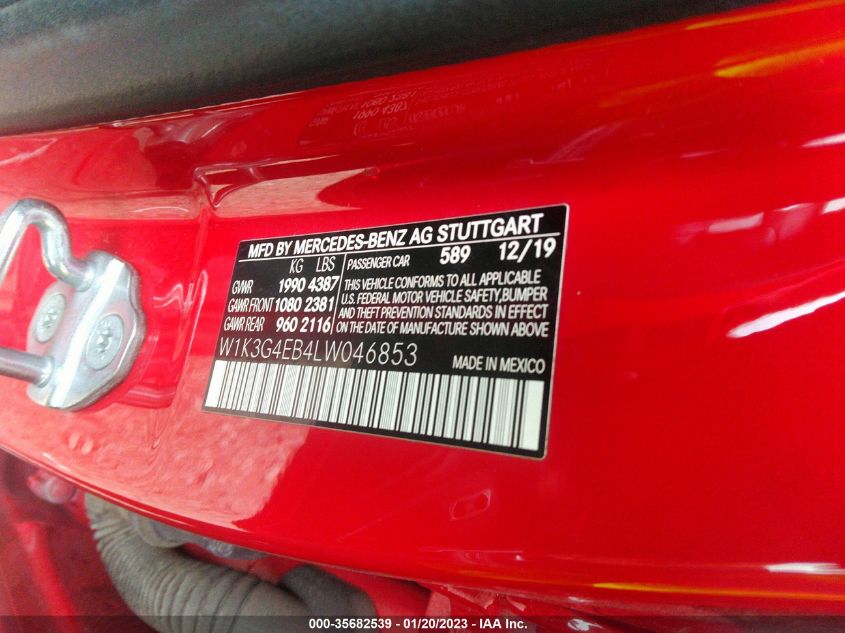 MFD BY MERCEDES-BENZ AG STUTTGART
KG LBS PASSENGER CAR 589 12/19
GVWR 1990 4387
GAWR FRONT 1080 2381
GAWR REAR 960 2116
THIS VEHICLE CONFORMS TO ALL APPLICABLE
U.S. FEDERAL MOTOR VEHICLE SAFETY, BUMPER
AND THEFT PREVENTION STANDARDS IN EFFECT
ON THE DATE OF MANUFACTURE SHOWN ABOVE
W1K3G4EB4LW046853
MADE IN MEXICO
000-35682539 - 01/20/2023 - IAA Inc.